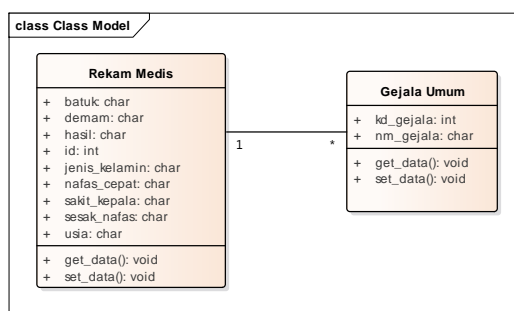 class Class Model
Rekam Medis
+ batuk: char
+ demam: char
+ hasil: char
+ id: int
+ jenis_kelamin: char
+ nafas_cepat: char
+ sakit_kepala: char
+ sesak_nafas: char
+ usia: char
+ get_data(): void
+ set_data(): void
1
*
Gejala Umum
+ kd_gejala: int
+ nm_gejala: char
+ get_data(): void
+ set_data(): void